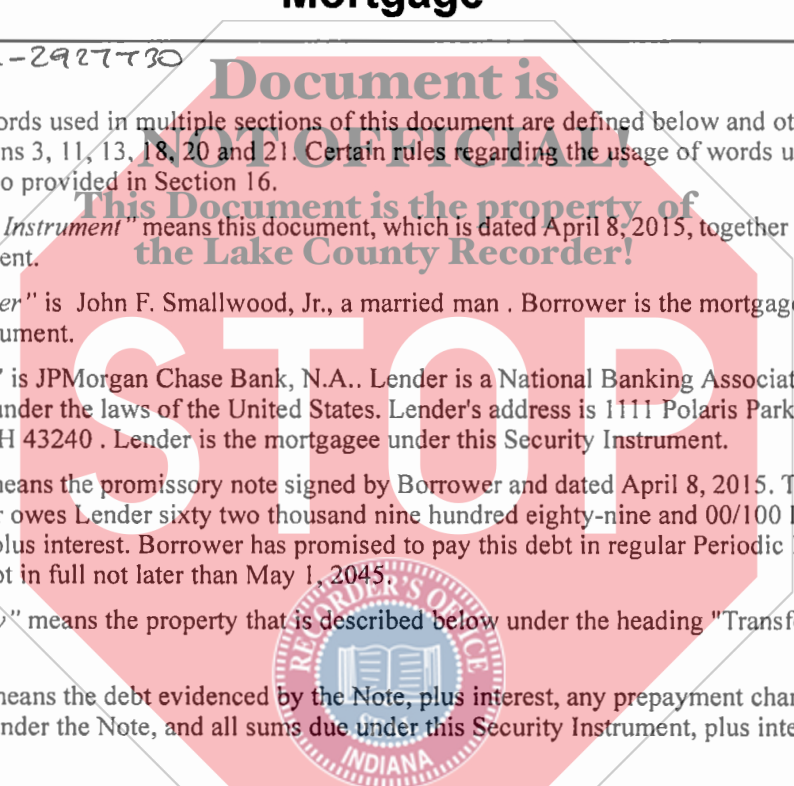 Mortgage
-2927730
Document is
ords used in multiple sections of this document are defined below and ot
NOT OFFICIAL!
ns 3, 11, 13, 18, 20 and 21. Certain rules regarding the usage of words u
o provided in Section 16.
This Document is the property of
Instrument" means this document, which is dated April 8, 2015, together
the Lake County Recorder!
ent.
er" is John F. Smallwood, Jr., a married man . Borrower is the mortgag
ument.
STOP
" is JPMorgan Chase Bank, N.A.. Lender is a National Banking Associat
under the laws of the United States. Lender's address is 1111 Polaris Park
H 43240 . Lender is the mortgagee under this Security Instrument.
neans the promissory note signed by Borrower and dated April 8, 2015. T
r owes Lender sixty two thousand nine hundred eighty-nine and 00/100
plus interest. Borrower has promised to pay this debt in regular Periodic
ot in full not later than May 1, 2045.
RECORDER'S OFFICE
y" means the property that is described below under the heading "Transf
neans the debt evidenced by the Note, plus interest, any prepayment char
nder the Note, and all sums due under this Security Instrument, plus inte
SEAL
INDIANA